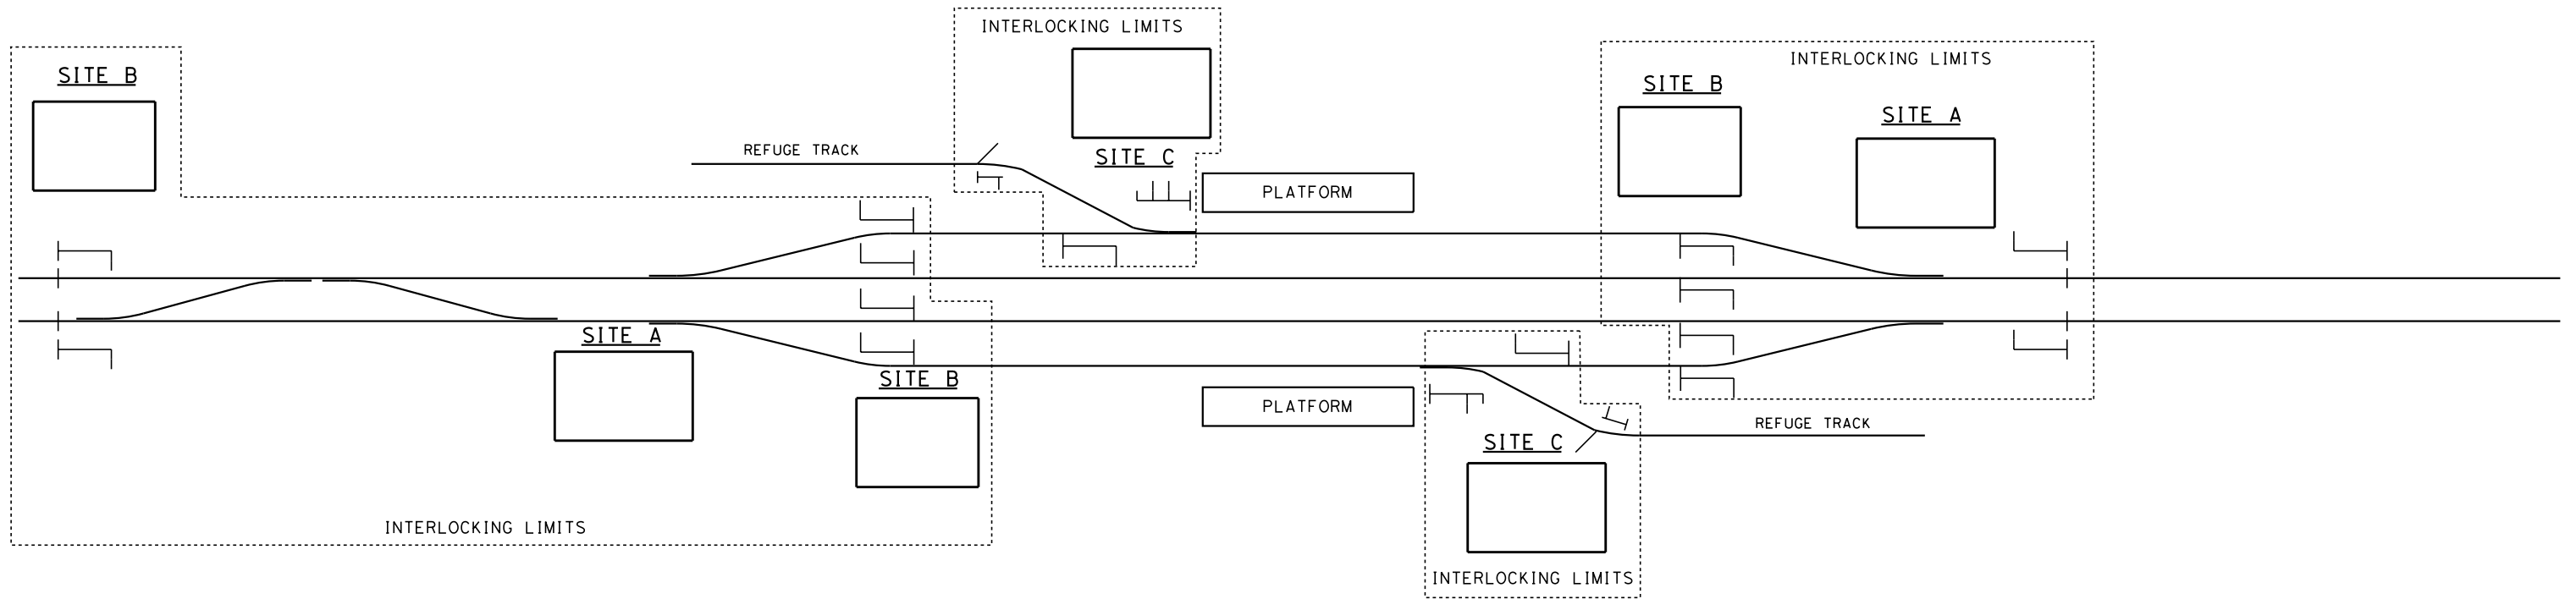 INTERLOCKING LIMITS
INTERLOCKING LIMITS
SITE B
SITE B
SITE A
REFUGE TRACK
SITE C
PLATFORM
SITE A
SITE B
PLATFORM
REFUGE TRACK
SITE C
INTERLOCKING LIMITS
INTERLOCKING LIMITS